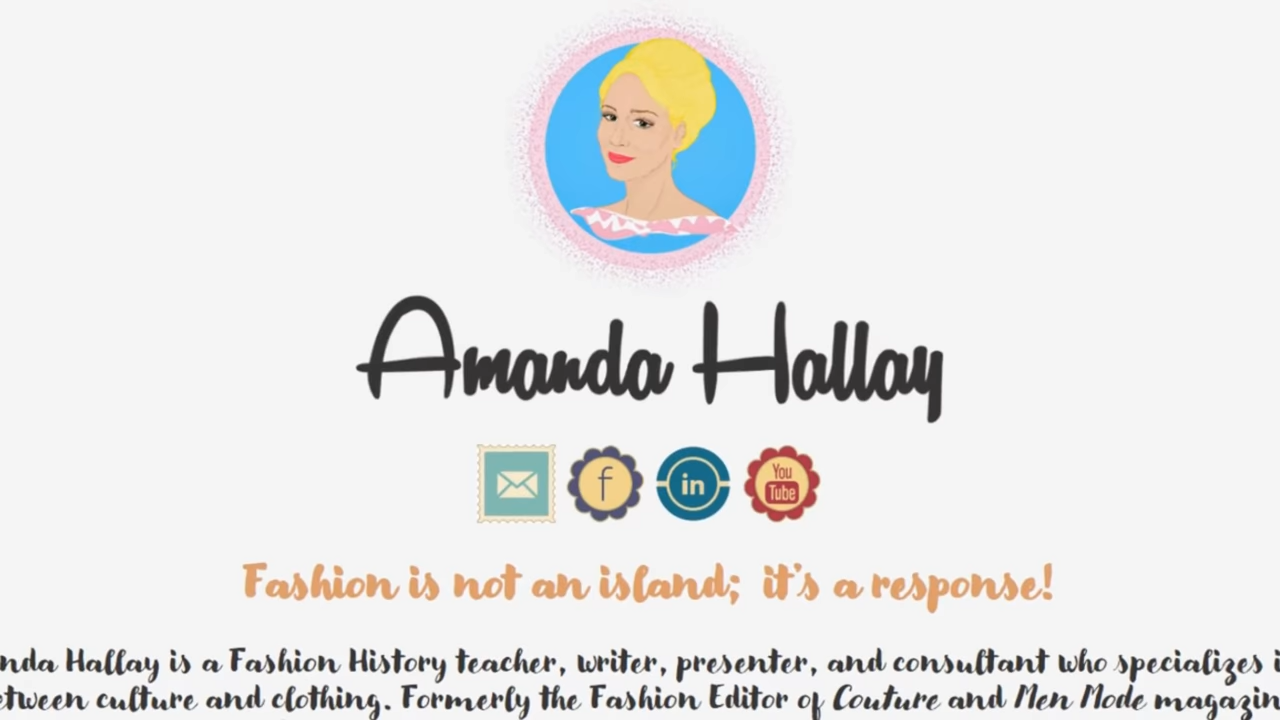 Amanda Hallay
f
in
You
Tube
Fashion is not an island; it's a response!
nda Hallay is a Fashion History teacher, writer, presenter, and consultant who specializes i
etween culture and clothing. Formerly the Fashion Editor of Couture and Men Mode magazin